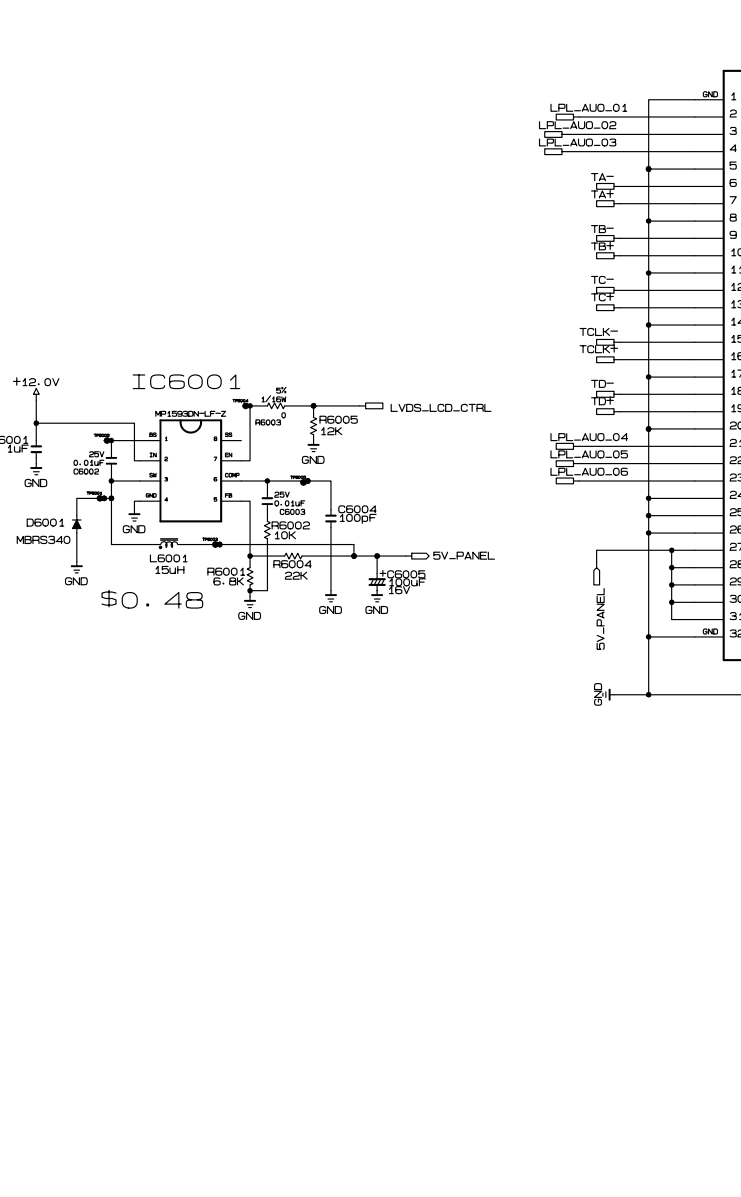 +12.0V
6001
1uF
GND
IC6001
MP1593DN-LF-Z
BS 1 8 SS
IN 2 7 EN
SW 3 6 COMP
GND 4 5 FB
25V
0.01uF
C6002
GND
D6001
MBRS340
GND
L6001
15uH
$0.48
5%
1/16W
0
R6003
R6005
12K
GND
LVDS_LCD_CTRL
25V
0.01uF
C6003
R6002
10K
C6004
100pF
R6001
6.8K
R6004
22K
GND
GND
+C6005
100uF
16V
GND
5V_PANEL
GND 1
LPL_AUO_01 2
LPL_AUO_02 3
LPL_AUO_03 4
5
TA- 6
TA+ 7
8
TB- 9
TB+ 10
11
TC- 12
TC+ 13
14
TCLK- 15
TCLK+ 16
17
TD- 18
TD+ 19
20
LPL_AUO_04 21
LPL_AUO_05 22
LPL_AUO_06 23
24
25
26
27
28
29
30
31
GND 32
5V_PANEL
GND